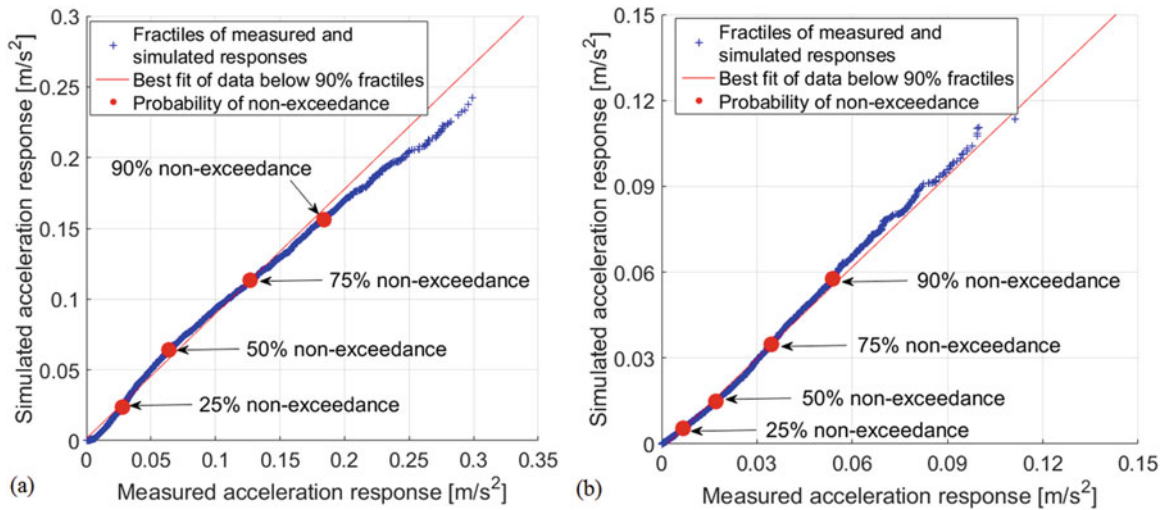 Simulated acceleration response [m/s²]
0.3
0.25
0.2
0.15
0.1
0.05
0
Fractiles of measured and
simulated responses
Best fit of data below 90% fractiles
Probability of non-exceedance
90% non-exceedance
75% non-exceedance
50% non-exceedance
25% non-exceedance
0 0.05 0.1 0.15 0.2 0.25 0.3 0.35
(a) Measured acceleration response [m/s²]
Simulated acceleration response [m/s²]
0.15
0.12
0.09
0.06
0.03
0
Fractiles of measured and
simulated responses
Best fit of data below 90% fractiles
Probability of non-exceedance
90% non-exceedance
75% non-exceedance
50% non-exceedance
25% non-exceedance
0 0.03 0.06 0.09 0.12 0.15
(b) Measured acceleration response [m/s²]